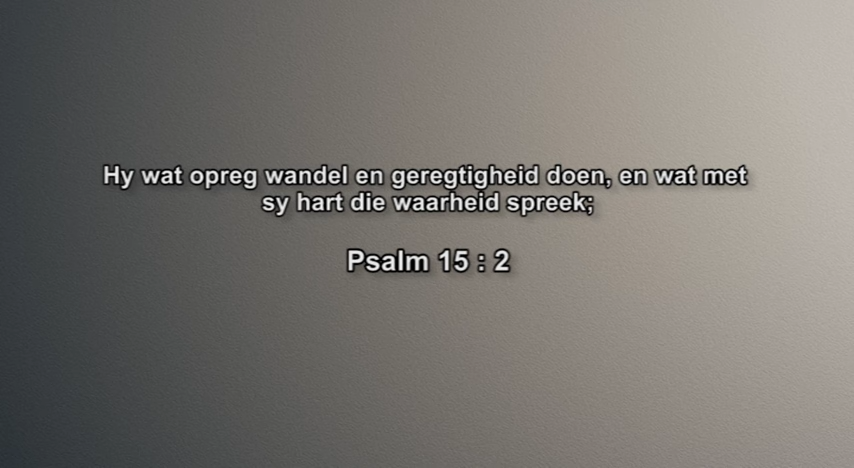 Hy wat opreg wandel en geregtigheid doen, en wat met
sy hart die waarheid spreek;
Psalm 15 : 2